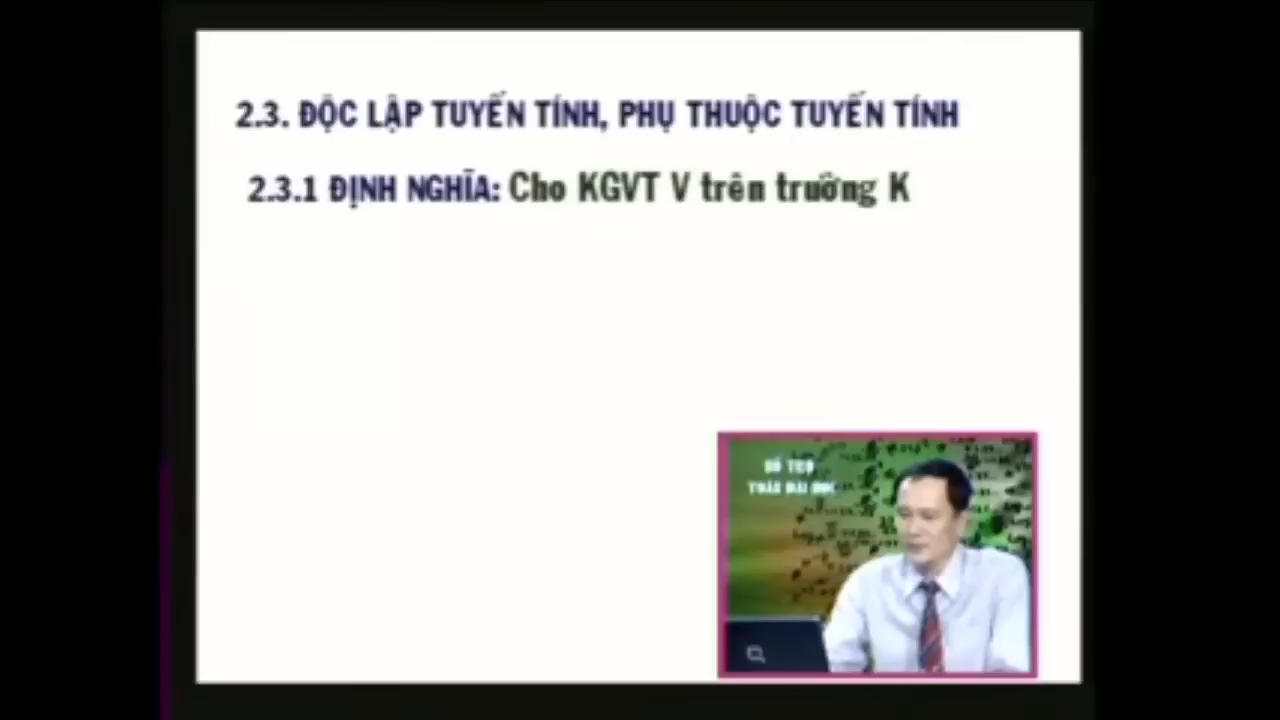 2.3. ĐỘC LẬP TUYẾN TÍNH, PHỤ THUỘC TUYẾN TÍNH
2.3.1 ĐỊNH NGHĨA: Cho KGVT V trên trường K